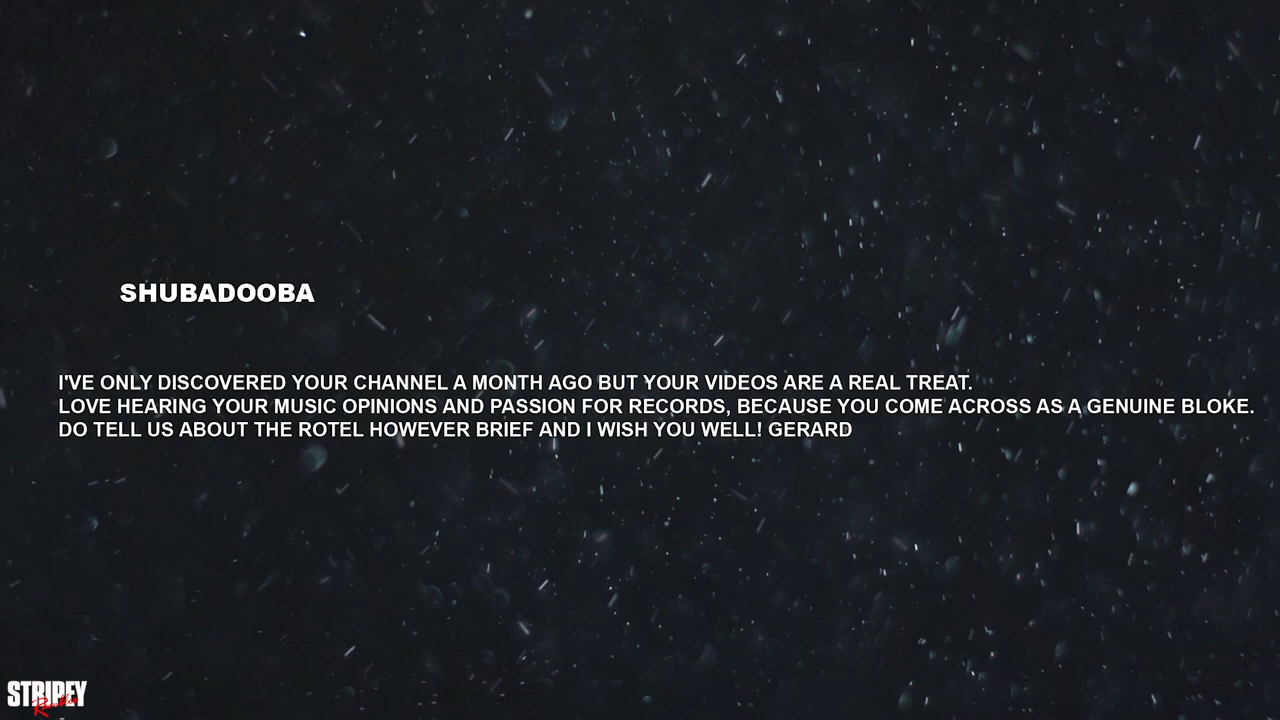 SHUBADOOBA
I'VE ONLY DISCOVERED YOUR CHANNEL A MONTH AGO BUT YOUR VIDEOS ARE A REAL TREAT.
LOVE HEARING YOUR MUSIC OPINIONS AND PASSION FOR RECORDS, BECAUSE YOU COME ACROSS AS A GENUINE BLOKE.
DO TELL US ABOUT THE ROTEL HOWEVER BRIEF AND I WISH YOU WELL! GERARD
STRIPEY